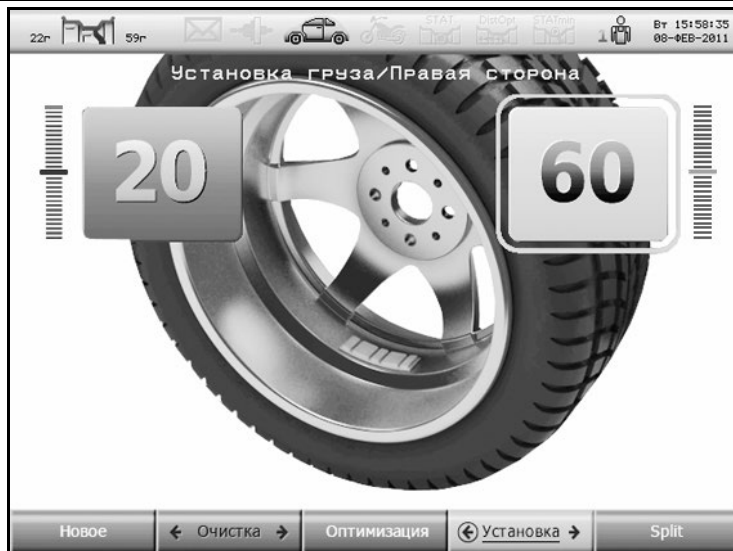 22г 59г STAT. DistOpt STATmin 1 Вт 15:58:35
08-ФЕВ-2011
Установка груза/Правая сторона
20 60
Новое Очистка Оптимизация Установка Split